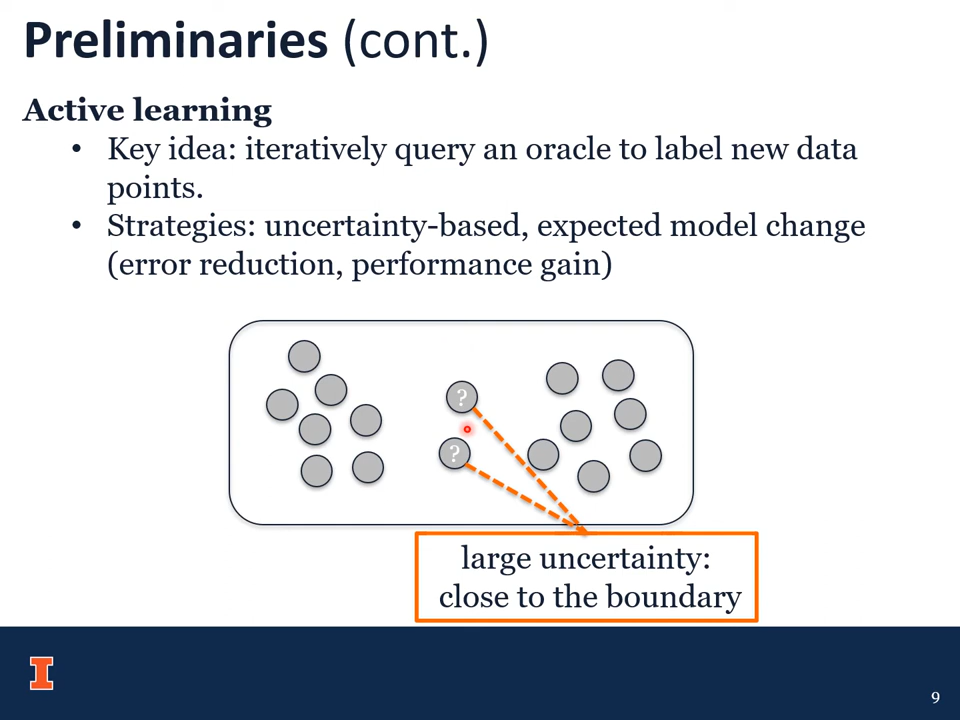 Preliminaries (cont.)
Active learning
• Key idea: iteratively query an oracle to label new data
points.
• Strategies: uncertainty-based, expected model change
(error reduction, performance gain)
?
?
large uncertainty:
close to the boundary
I
9